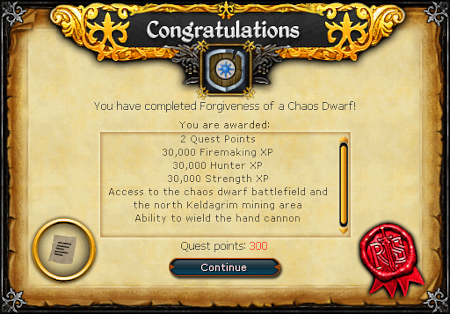 Congratulations
You have completed Forgiveness of a Chaos Dwarf!
You are awarded:
2 Quest Points
30,000 Firemaking XP
30,000 Hunter XP
30,000 Strength XP
Access to the chaos dwarf battlefield and
the north Keldagrim mining area
Ability to wield the hand cannon
Quest points: 300
Continue